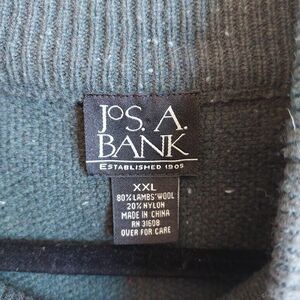 JOS. A.
BANK
ESTABLISHED 1905
XXL
80% LAMBS' WOOL
20% NYLON
MADE IN CHINA
RN 31608
OVER FOR CARE